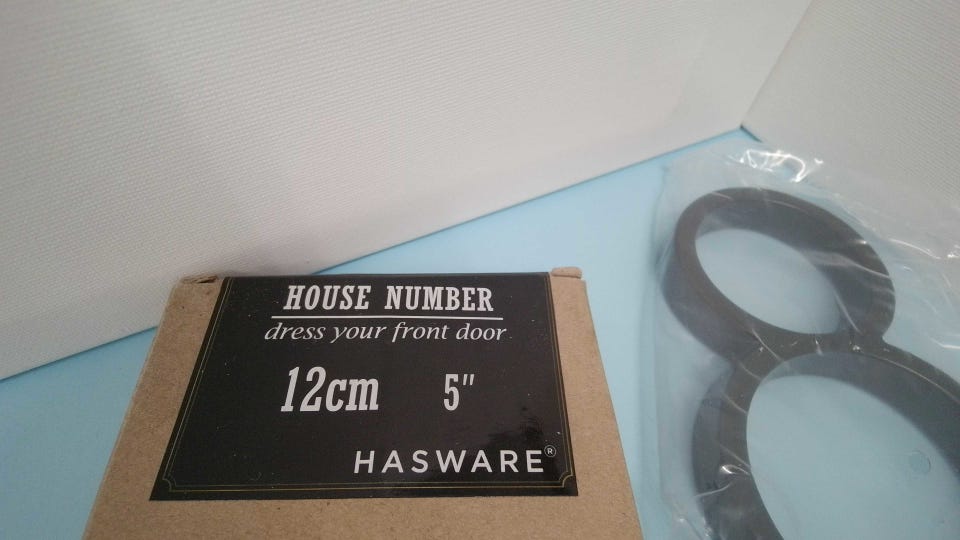 HOUSE NUMBER
dress your front door
12cm 5"
HASWARE®